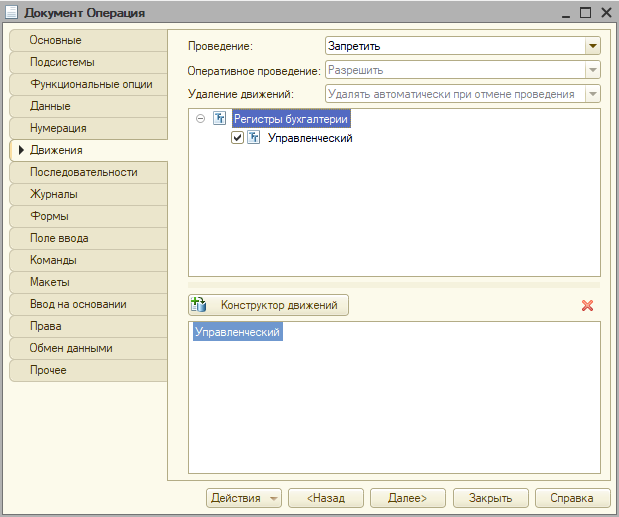 Документ Операция
Основные
Подсистемы
Функциональные опции
Данные
Нумерация
Движения
Последовательности
Журналы
Формы
Поле ввода
Команды
Макеты
Ввод на основании
Права
Обмен данными
Прочее
Проведение: Запретить
Оперативное проведение: Разрешить
Удаление движений: Удалять автоматически при отмене проведения
Регистры бухгалтерии
Управленческий
Конструктор движений
Управленческий
Действия <Назад Далее> Закрыть Справка